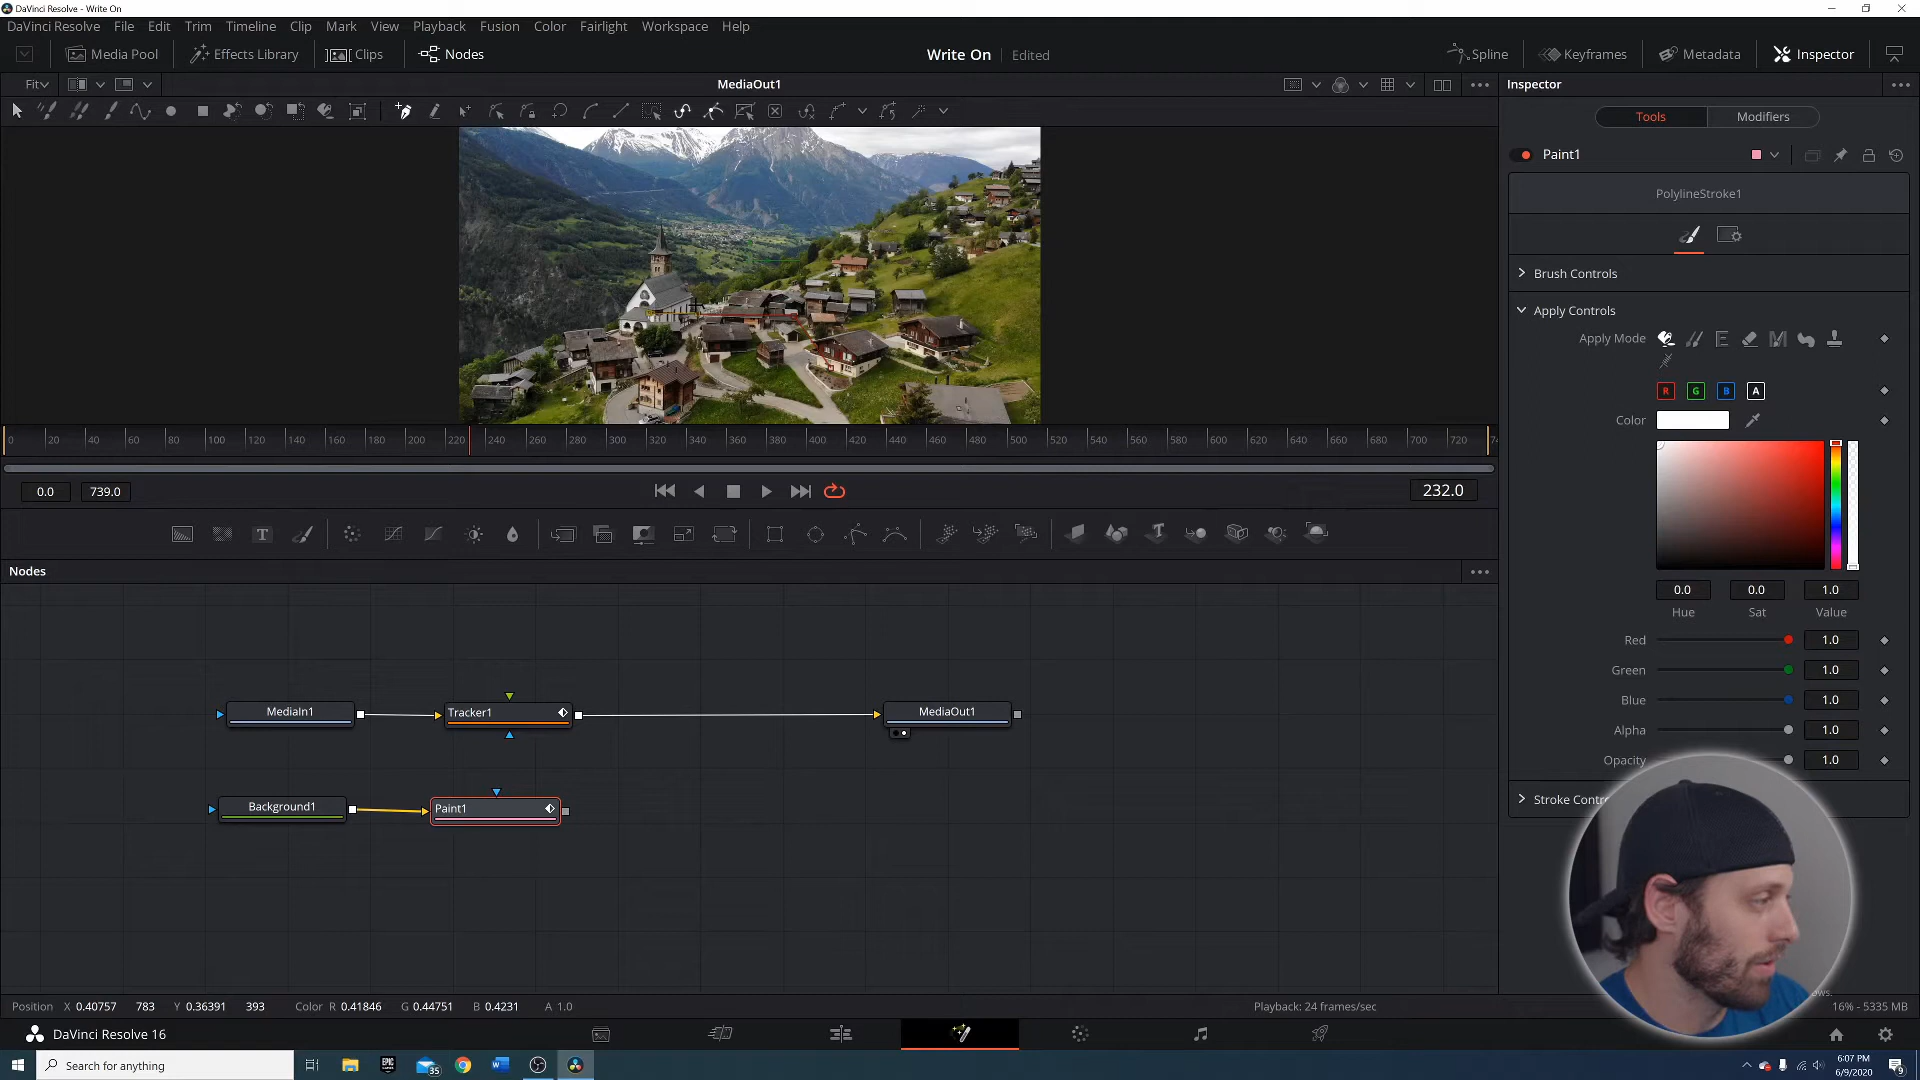 DaVinci Resolve - Write On
DaVinci Resolve File Edit Trim Timeline Clip Mark View Playback Fusion Color Fairlight Workspace Help
Media Pool Effects Library Clips Nodes Write On Edited Spline Keyframes Metadata Inspector
Fit MediaOut1 Inspector
Tools Modifiers
Paint1
PolylineStroke1
Brush Controls
Apply Controls
Apply Mode
R G B A
Color
0 20 40 60 80 100 120 140 160 180 200 220 240 260 280 300 320 340 360 380 400 420 440 460 480 500 520 540 560 580 600 620 640 660 680 700 720
0.0 739.0 232.0
0.0 0.0 1.0
Hue Sat Value
Red 1.0
Green 1.0
Blue 1.0
Alpha 1.0
Opacity 1.0
Nodes
MediaIn1 Tracker1 MediaOut1
Background1 Paint1
Position X 0.40757 783 Y 0.36391 393 Color R 0.41846 G 0.44751 B 0.4231 A 1.0 Playback: 24 frames/sec 16% - 5335 MB
DaVinci Resolve 16
Search for anything
35
6:07 PM
6/9/2020
9